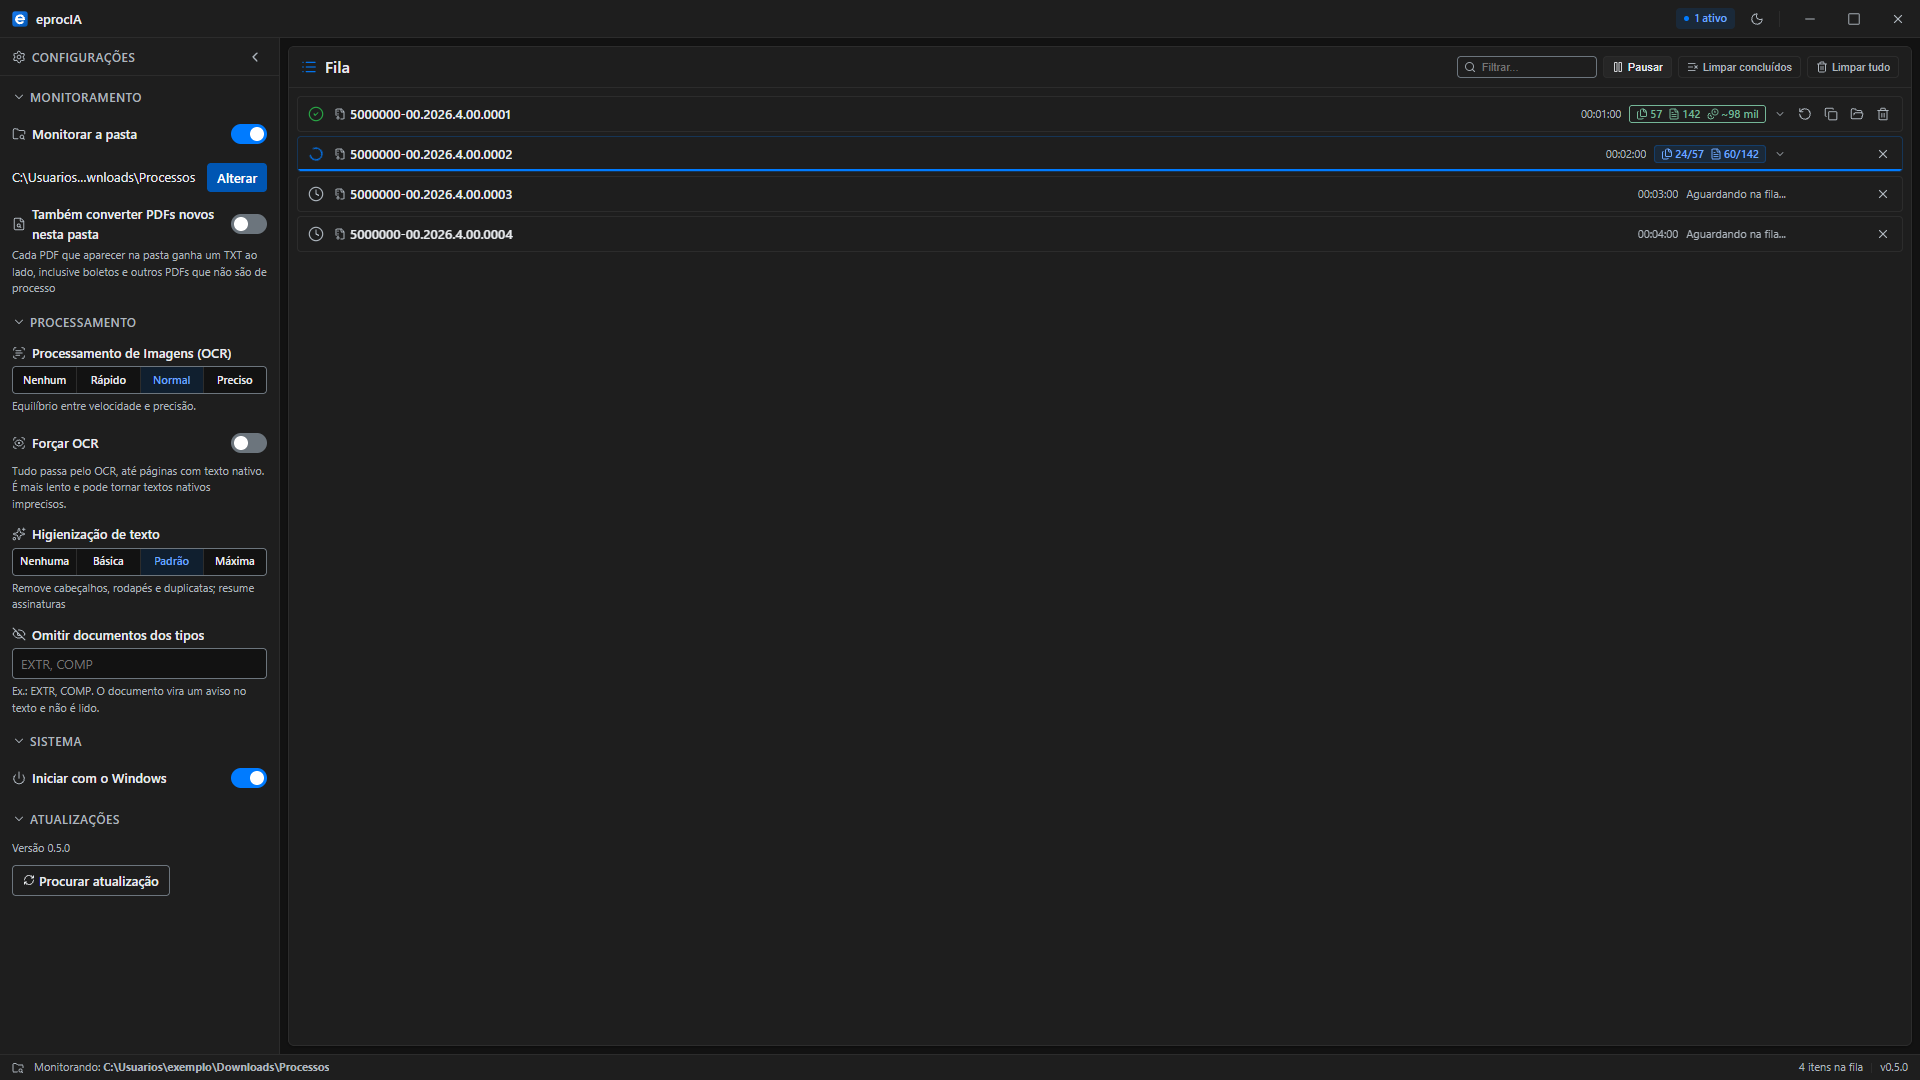 eprocIA
1 ativo
CONFIGURAÇÕES
MONITORAMENTO
Monitorar a pasta
C:\Usuarios...wnloads\Processos
Alterar
Também converter PDFs novos
nesta pasta
Cada PDF que aparecer na pasta ganha um TXT ao
lado, inclusive boletos e outros PDFs que não são de
processo
PROCESSAMENTO
Processamento de Imagens (OCR)
Nenhum Rápido Normal Preciso
Equilíbrio entre velocidade e precisão.
Forçar OCR
Tudo passa pelo OCR, até páginas com texto nativo.
É mais lento e pode tornar textos nativos
imprecisos.
Higienização de texto
Nenhuma Básica Padrão Máxima
Remove cabeçalhos, rodapés e duplicatas; resume
assinaturas
Omitir documentos dos tipos
EXTR, COMP
Ex.: EXTR, COMP. O documento vira um aviso no
texto e não é lido.
SISTEMA
Iniciar com o Windows
ATUALIZAÇÕES
Versão 0.5.0
Procurar atualização
Fila
Filtrar...
Pausar
Limpar concluídos
Limpar tudo
5000000-00.2026.4.00.0001 00:01:00 57 142 ~98 mil
5000000-00.2026.4.00.0002 00:02:00 24/57 60/142
5000000-00.2026.4.00.0003 00:03:00 Aguardando na fila...
5000000-00.2026.4.00.0004 00:04:00 Aguardando na fila...
Monitorando: C:\Usuarios\exemplo\Downloads\Processos
4 itens na fila v0.5.0